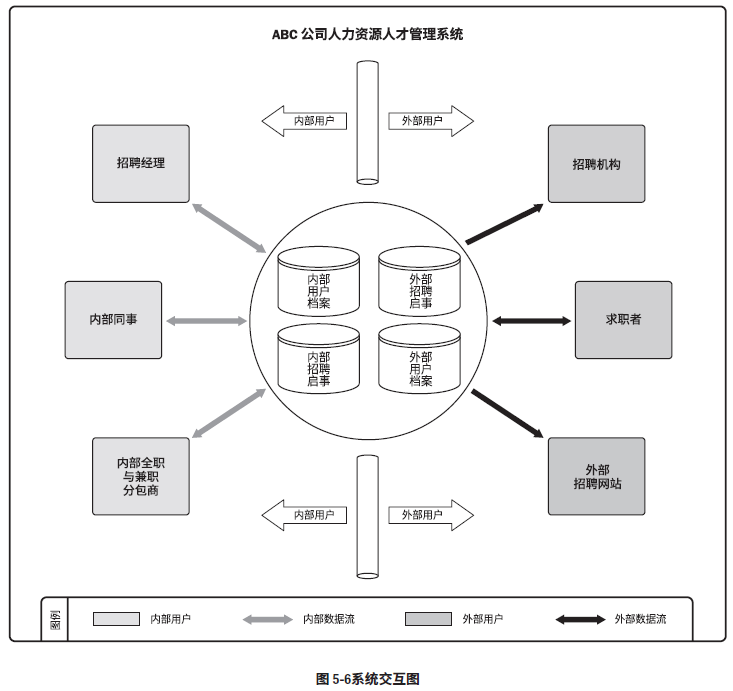 ABC 公司人力资源人才管理系统
内部用户
外部用户
招聘经理
招聘机构
内部
用户
档案
外部
招聘
启事
内部同事
求职者
内部
招聘
启事
外部
用户
档案
内部全职
与兼职
分包商
外部
招聘网站
内部用户
外部用户
图例
内部用户
内部数据流
外部用户
外部数据流
图 5-6系统交互图